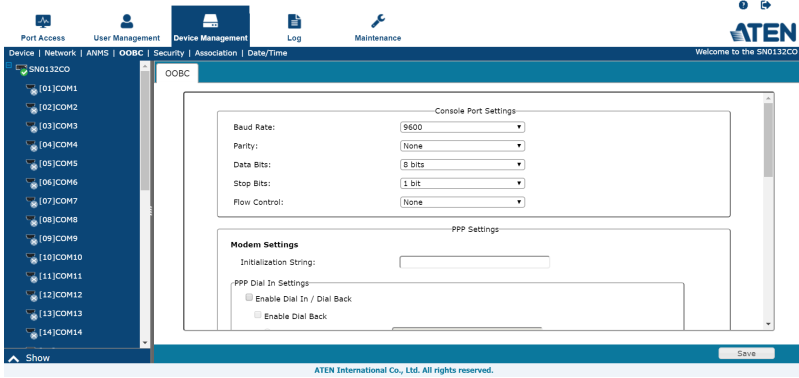 Port Access
User Management
Device Management
Log
Maintenance
ATEN
Device | Network | ANMS | OOBC | Security | Association | Date/Time
Welcome to the SN0132CO
SN0132CO
[01]COM1
[02]COM2
[03]COM3
[04]COM4
[05]COM5
[06]COM6
[07]COM7
[08]COM8
[09]COM9
[10]COM10
[11]COM11
[12]COM12
[13]COM13
[14]COM14
Show
OOBC
Console Port Settings
Baud Rate: 9600
Parity: None
Data Bits: 8 bits
Stop Bits: 1 bit
Flow Control: None
PPP Settings
Modem Settings
Initialization String:
PPP Dial In Settings
Enable Dial In / Dial Back
Enable Dial Back
Save
ATEN International Co., Ltd. All rights reserved.